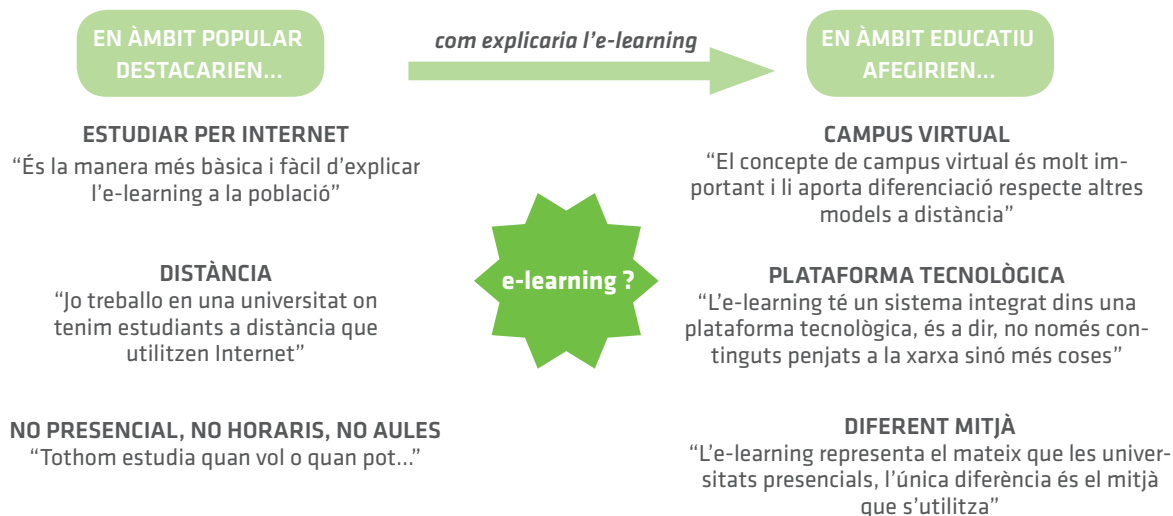 EN ÀMBIT POPULAR
DESTACARIEN...
com explicaria l’e-learning
EN ÀMBIT EDUCATIU
AFEGIRIEN...
ESTUDIAR PER INTERNET
“És la manera més bàsica i fàcil d’explicar
l’e-learning a la població”
DISTÀNCIA
“Jo treballo en una universitat on
tenim estudiants a distància que
utilitzen Internet”
NO PRESENCIAL, NO HORARIS, NO AULES
“Tothom estudia quan vol o quan pot...”
e-learning ?
CAMPUS VIRTUAL
“El concepte de campus virtual és molt im-
portant i li aporta diferenciació respecte altres
models a distància”
PLATAFORMA TECNOLÒGICA
“L’e-learning té un sistema integrat dins una
plataforma tecnològica, és a dir, no només con-
tinguts penjats a la xarxa sinó més coses”
DIFERENT MITJÀ
“L’e-learning representa el mateix que les univer-
sitats presencials, l’única diferència és el mitjà
que s’utilitza”